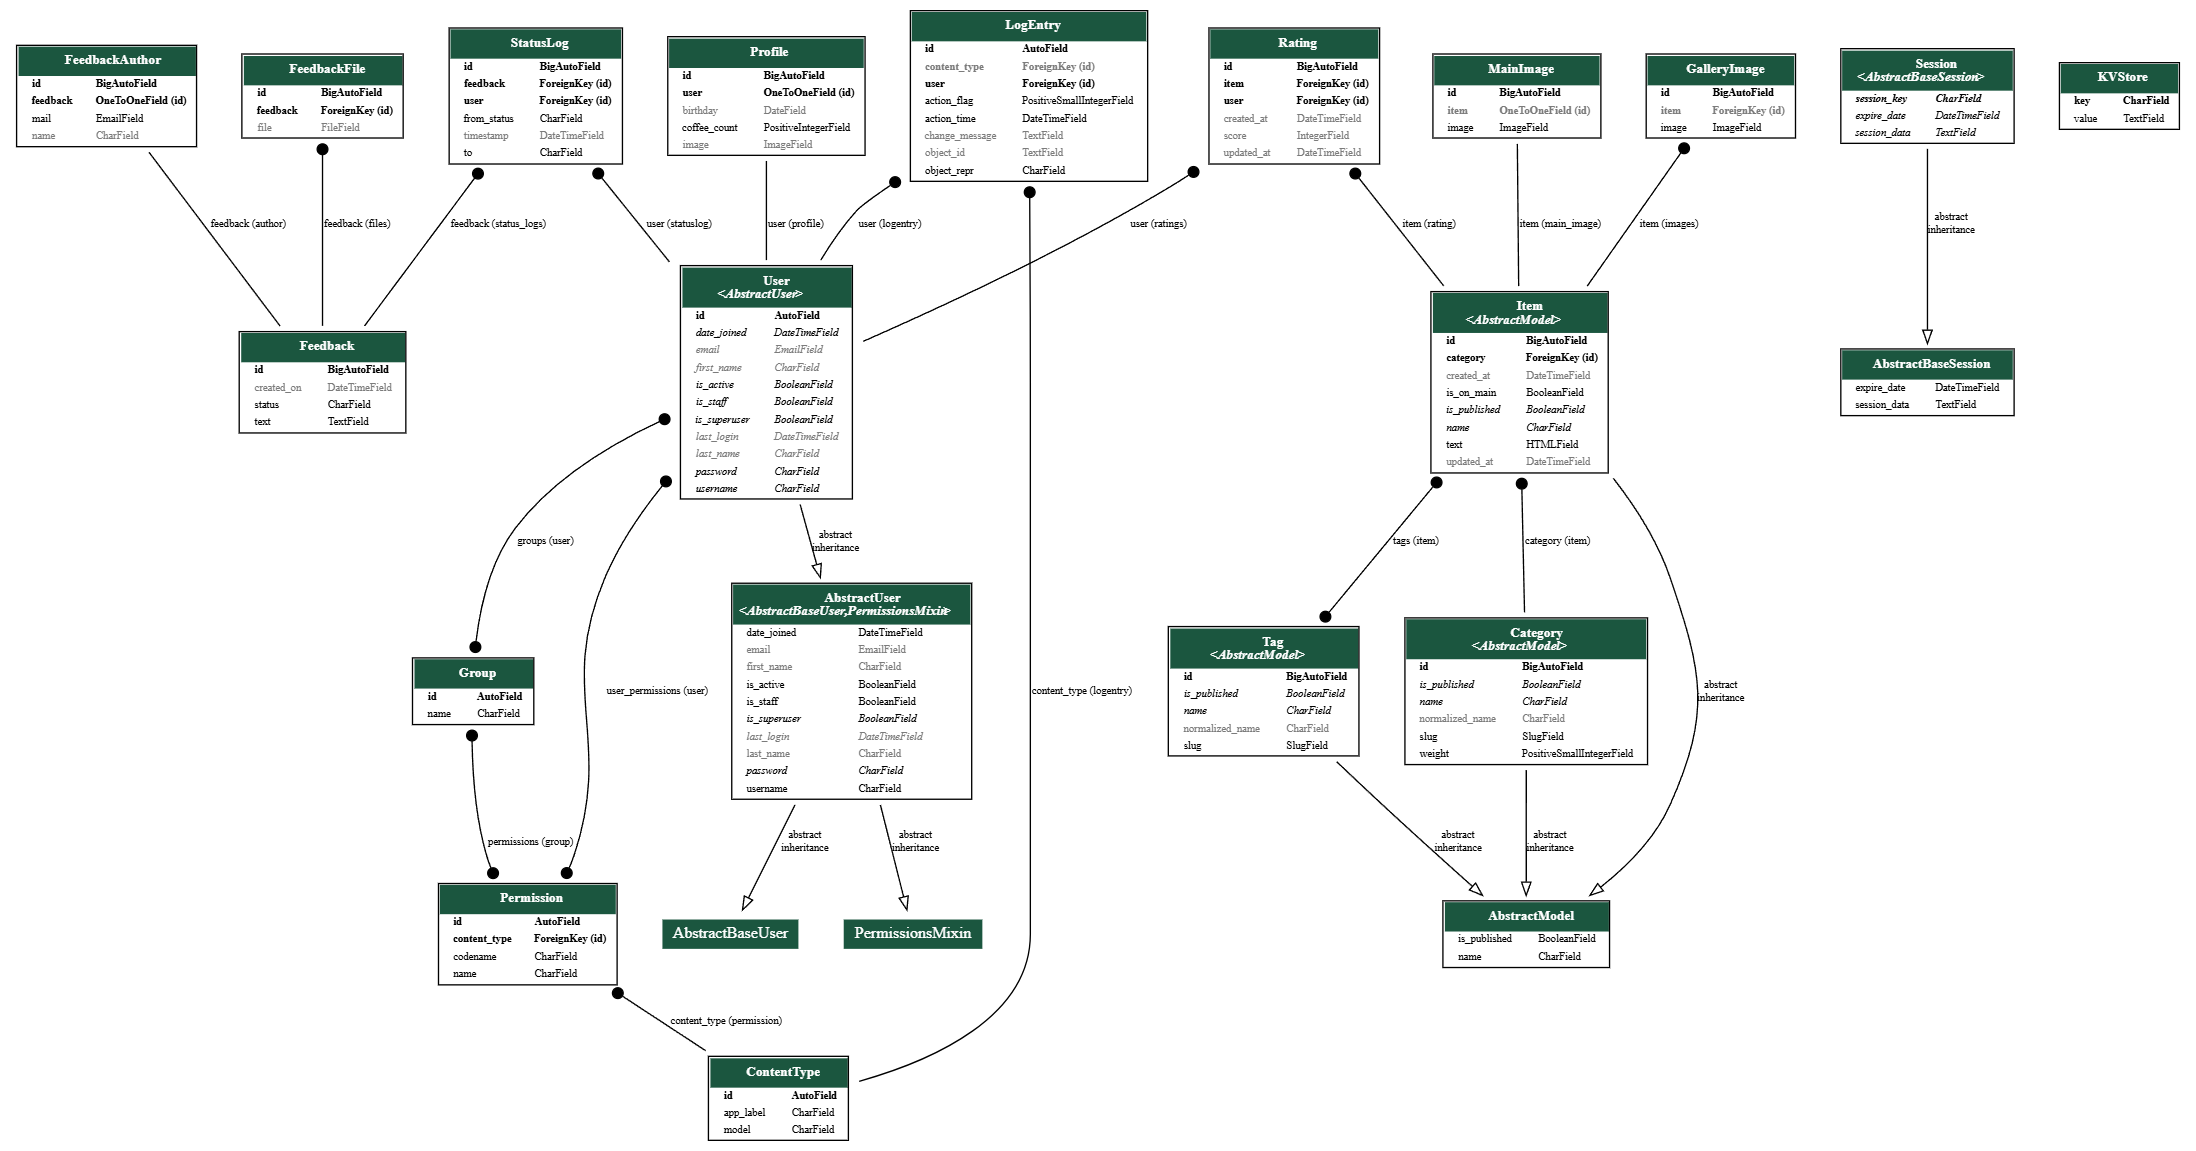 FeedbackAuthor
id BigAutoField
feedback OneToOneField (id)
mail EmailField
name CharField
FeedbackFile
id BigAutoField
feedback ForeignKey (id)
file FileField
StatusLog
id BigAutoField
feedback ForeignKey (id)
user ForeignKey (id)
from_status CharField
timestamp DateTimeField
to CharField
Profile
id BigAutoField
user OneToOneField (id)
birthday DateField
coffee_count PositiveIntegerField
image ImageField
LogEntry
id AutoField
content_type ForeignKey (id)
user ForeignKey (id)
action_flag PositiveSmallIntegerField
action_time DateTimeField
change_message TextField
object_id TextField
object_repr CharField
Rating
id BigAutoField
item ForeignKey (id)
user ForeignKey (id)
created_at DateTimeField
score IntegerField
updated_at DateTimeField
MainImage
id BigAutoField
item OneToOneField (id)
image ImageField
GalleryImage
id BigAutoField
item ForeignKey (id)
image ImageField
Session
<AbstractBaseSession>
session_key CharField
expire_date DateTimeField
session_data TextField
KVStore
key CharField
value TextField
feedback (author)
feedback (files)
feedback (status_logs)
user (statuslog)
user (profile)
user (logentry)
user (ratings)
item (rating)
item (main_image)
item (images)
abstract
inheritance
Feedback
id BigAutoField
created_on DateTimeField
status CharField
text TextField
User
<AbstractUser>
id AutoField
date_joined DateTimeField
email EmailField
first_name CharField
is_active BooleanField
is_staff BooleanField
is_superuser BooleanField
last_login DateTimeField
last_name CharField
password CharField
username CharField
Item
<AbstractModel>
id BigAutoField
category ForeignKey (id)
created_at DateTimeField
is_on_main BooleanField
is_published BooleanField
name CharField
text HTMLField
updated_at DateTimeField
AbstractBaseSession
expire_date DateTimeField
session_data TextField
groups (user)
abstract
inheritance
tags (item)
category (item)
AbstractUser
<AbstractBaseUser,PermissionsMixin>
date_joined DateTimeField
email EmailField
first_name CharField
is_active BooleanField
is_staff BooleanField
is_superuser BooleanField
last_login DateTimeField
last_name CharField
password CharField
username CharField
Group
id AutoField
name CharField
user_permissions (user)
content_type (logentry)
Tag
<AbstractModel>
id BigAutoField
is_published BooleanField
name CharField
normalized_name CharField
slug SlugField
Category
<AbstractModel>
id BigAutoField
is_published BooleanField
name CharField
normalized_name CharField
slug SlugField
weight PositiveSmallIntegerField
abstract
inheritance
permissions (group)
abstract
inheritance
abstract
inheritance
abstract
inheritance
abstract
inheritance
Permission
id AutoField
content_type ForeignKey (id)
codename CharField
name CharField
AbstractBaseUser
PermissionsMixin
AbstractModel
is_published BooleanField
name CharField
content_type (permission)
ContentType
id AutoField
app_label CharField
model CharField